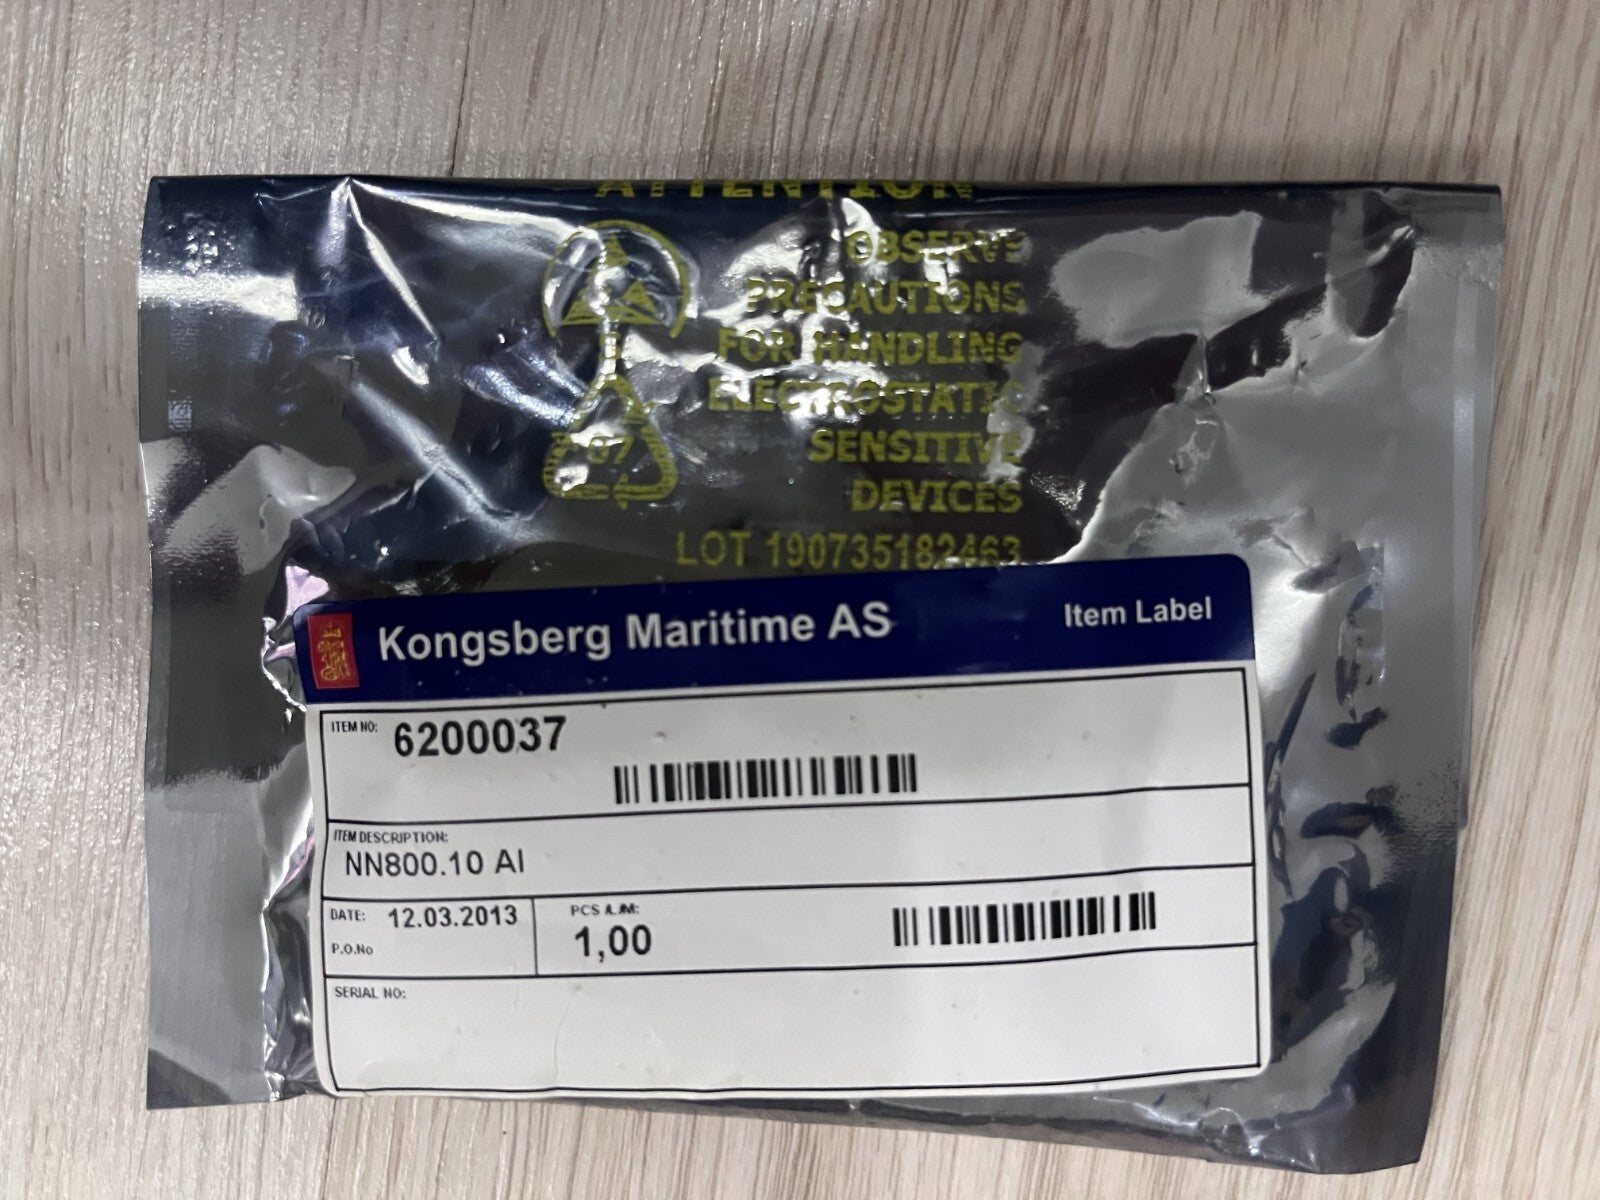 ATTENTION
OBSERVE
PRECAUTIONS
FOR HANDLING
ELECTROSTATIC
SENSITIVE
DEVICES
LOT 190735182463
Kongsberg Maritime AS
Item Label
ITEM NO: 6200037
ITEM DESCRIPTION:
NN800.10 AI
DATE: 12.03.2013
P.O.No
PCS /L.M:
1,00
SERIAL NO: